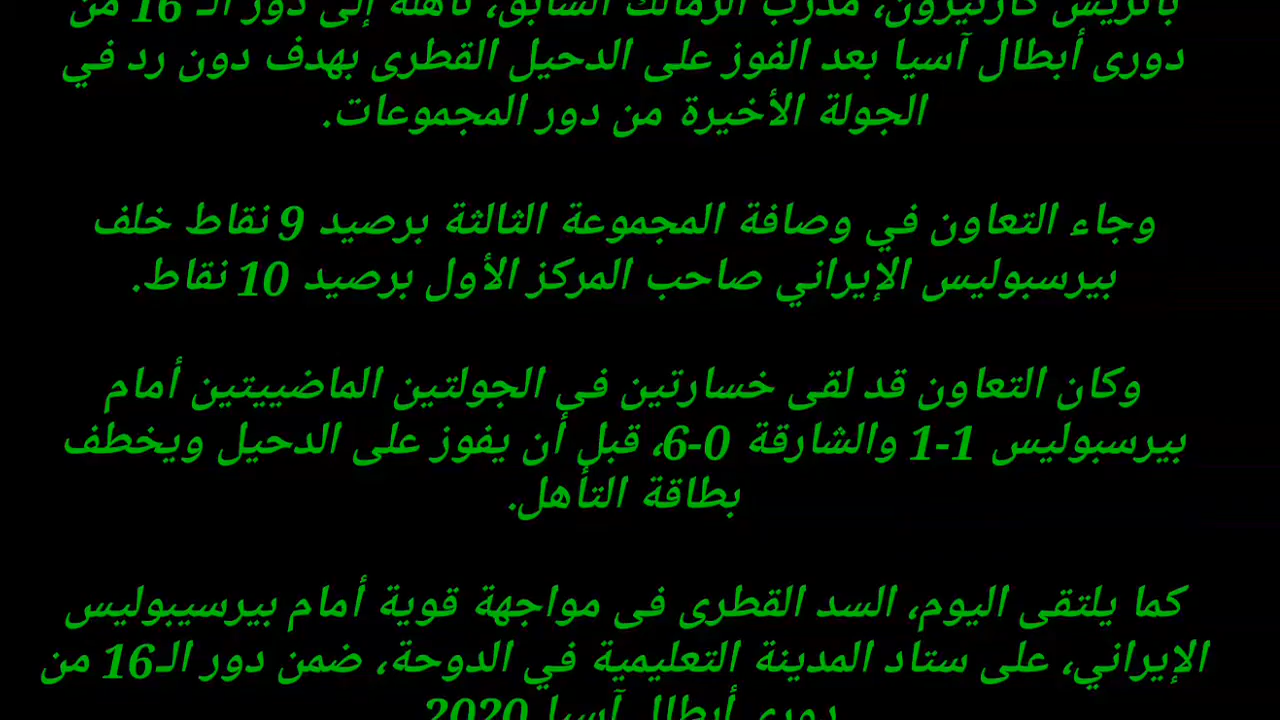 باتريس كارتيرون، مدرب الزمالك السابق، تأهله إلى دور الـ 16 من
دورى أبطال آسيا بعد الفوز على الدحيل القطرى بهدف دون رد في
الجولة الأخيرة من دور المجموعات.
وجاء التعاون في وصافة المجموعة الثالثة برصيد 9 نقاط خلف
بيرسبوليس الإيراني صاحب المركز الأول برصيد 10 نقاط.
وكان التعاون قد لقى خسارتين فى الجولتين الماضييتين أمام
بيرسبوليس 1-1 والشارقة 0-6، قبل أن يفوز على الدحيل ويخطف
بطاقة التأهل.
كما يلتقى اليوم، السد القطرى فى مواجهة قوية أمام بيرسيبوليس
الإيراني، على ستاد المدينة التعليمية في الدوحة، ضمن دور الـ16 من
دورى أبطال آسيا 2020